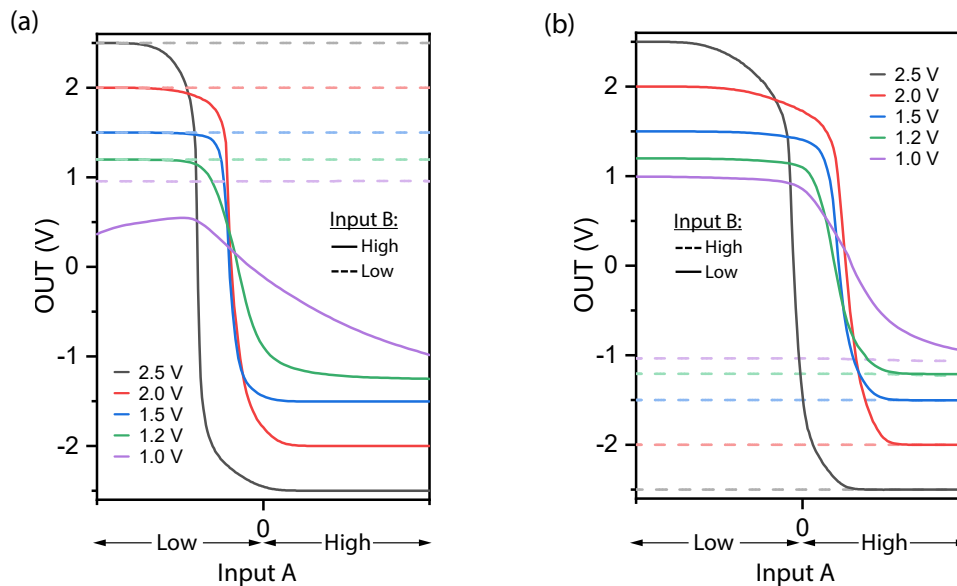 (a)
OUT (V)
2
1
0
-1
-2
Input B:
High
Low
2.5 V
2.0 V
1.5 V
1.2 V
1.0 V
0
Low
High
Input A
(b)
OUT (V)
2
1
0
-1
-2
2.5 V
2.0 V
1.5 V
1.2 V
1.0 V
Input B:
High
Low
0
Low
High
Input A